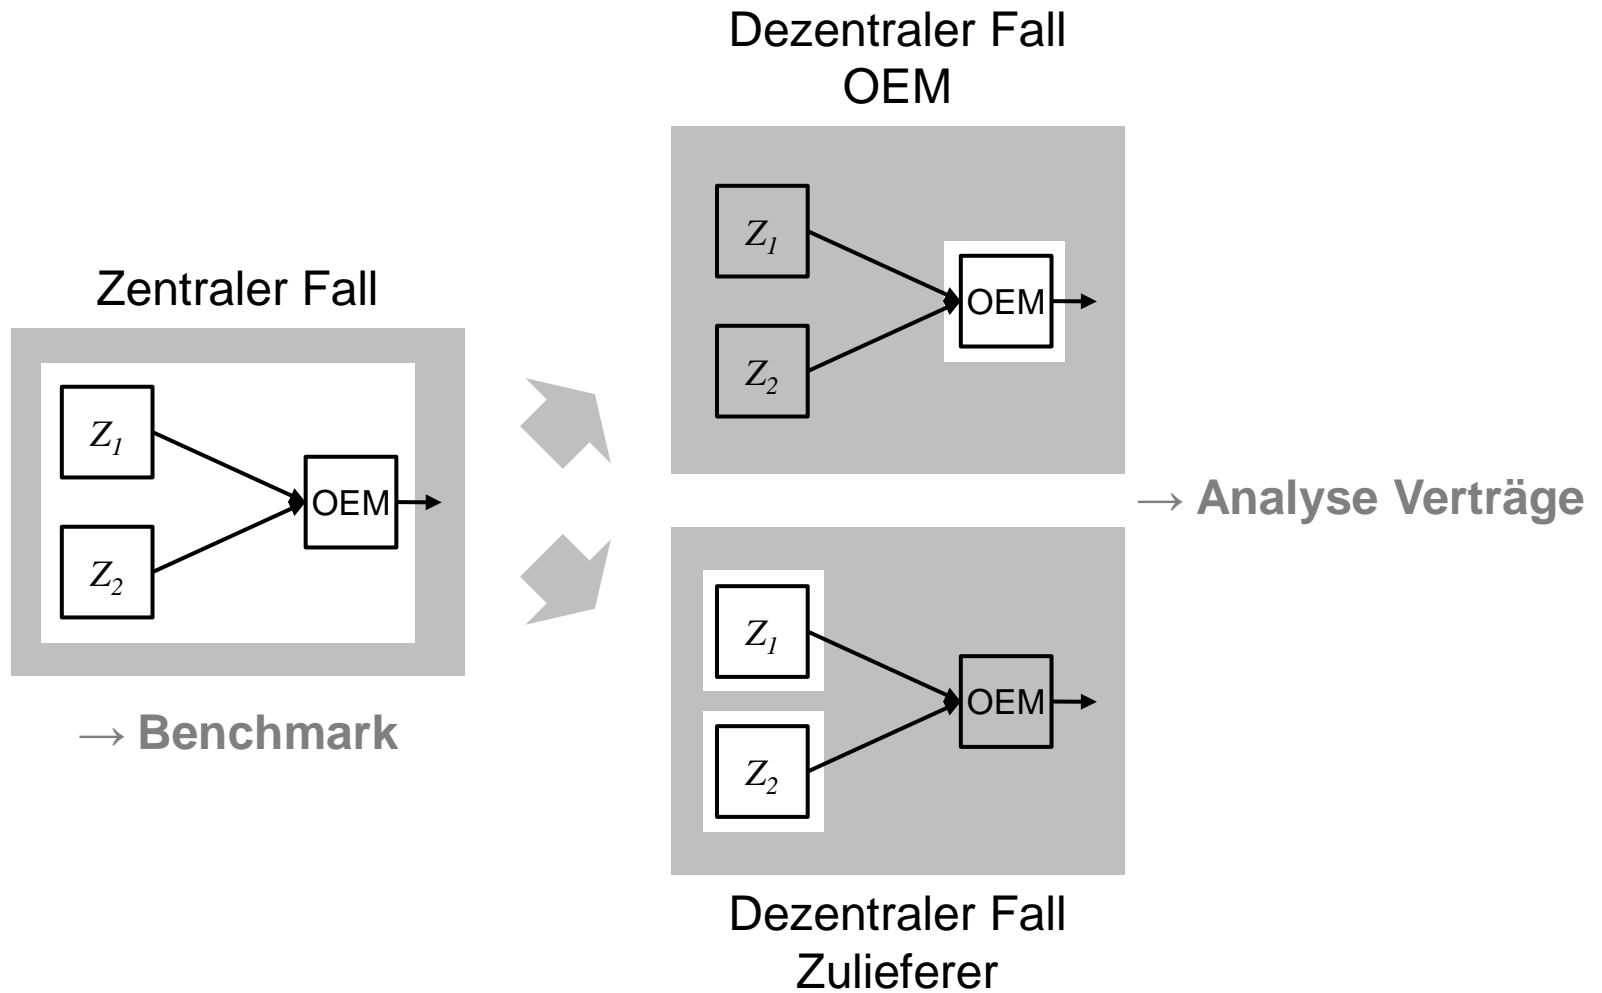 Zentraler Fall
Z1
Z2
OEM
→ Benchmark
Dezentraler Fall
OEM
Z1
Z2
OEM
Z1
Z2
OEM
Dezentraler Fall
Zulieferer
→ Analyse Verträge